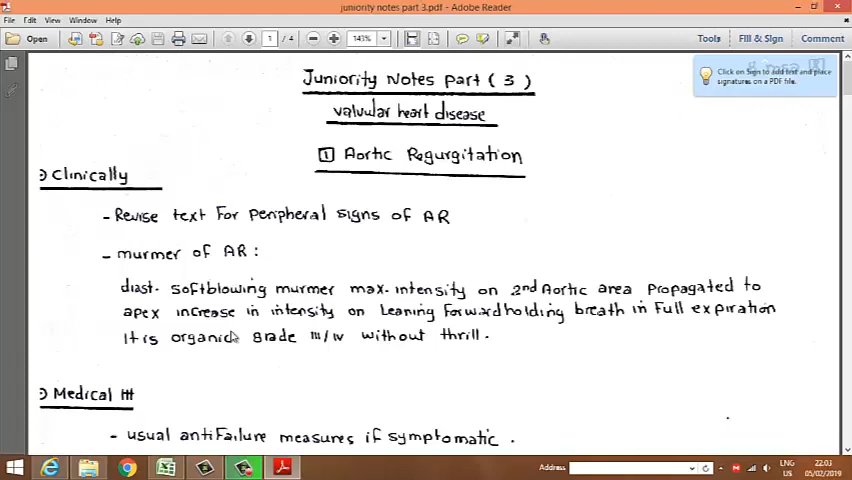 juniority notes part 3.pdf - Adobe Reader
File Edit View Window Help
Open 1 / 4 143% Tools Fill & Sign Comment
Click on Sign to add text and place signatures on a PDF file.
Juniority Notes part ( 3 )
valvular heart disease
1 Aortic Regurgitation
Clinically
- Revise text For peripheral signs of AR
- murmer of AR :
diast. softblowing murmer max. intensity on 2nd Aortic area propagated to
apex increase in intensity on Leaning Forward holding breath in Full expiration
It is organic grade III/IV without thrill.
Medical ttt
- usual antiFailure measures if symptomatic .
Address ENG
US
22.03
05/02/2019